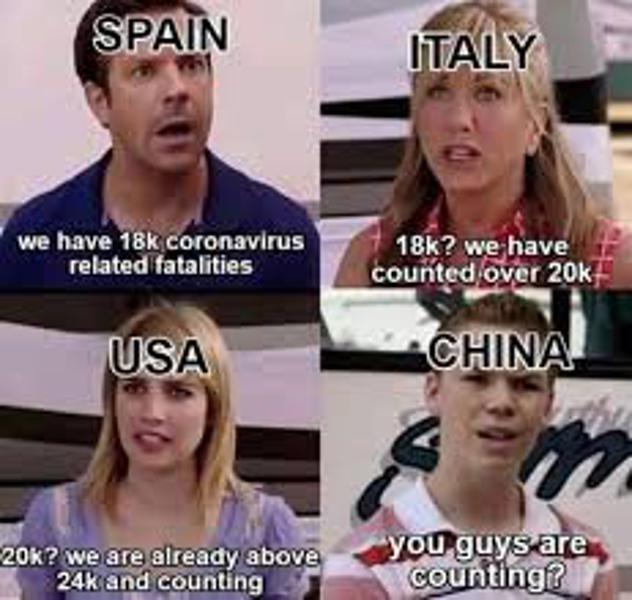 SPAIN
we have 18k coronavirus
related fatalities
ITALY
18k? we have
counted over 20k
USA
20k? we are already above
24k and counting
CHINA
you guys are
counting?